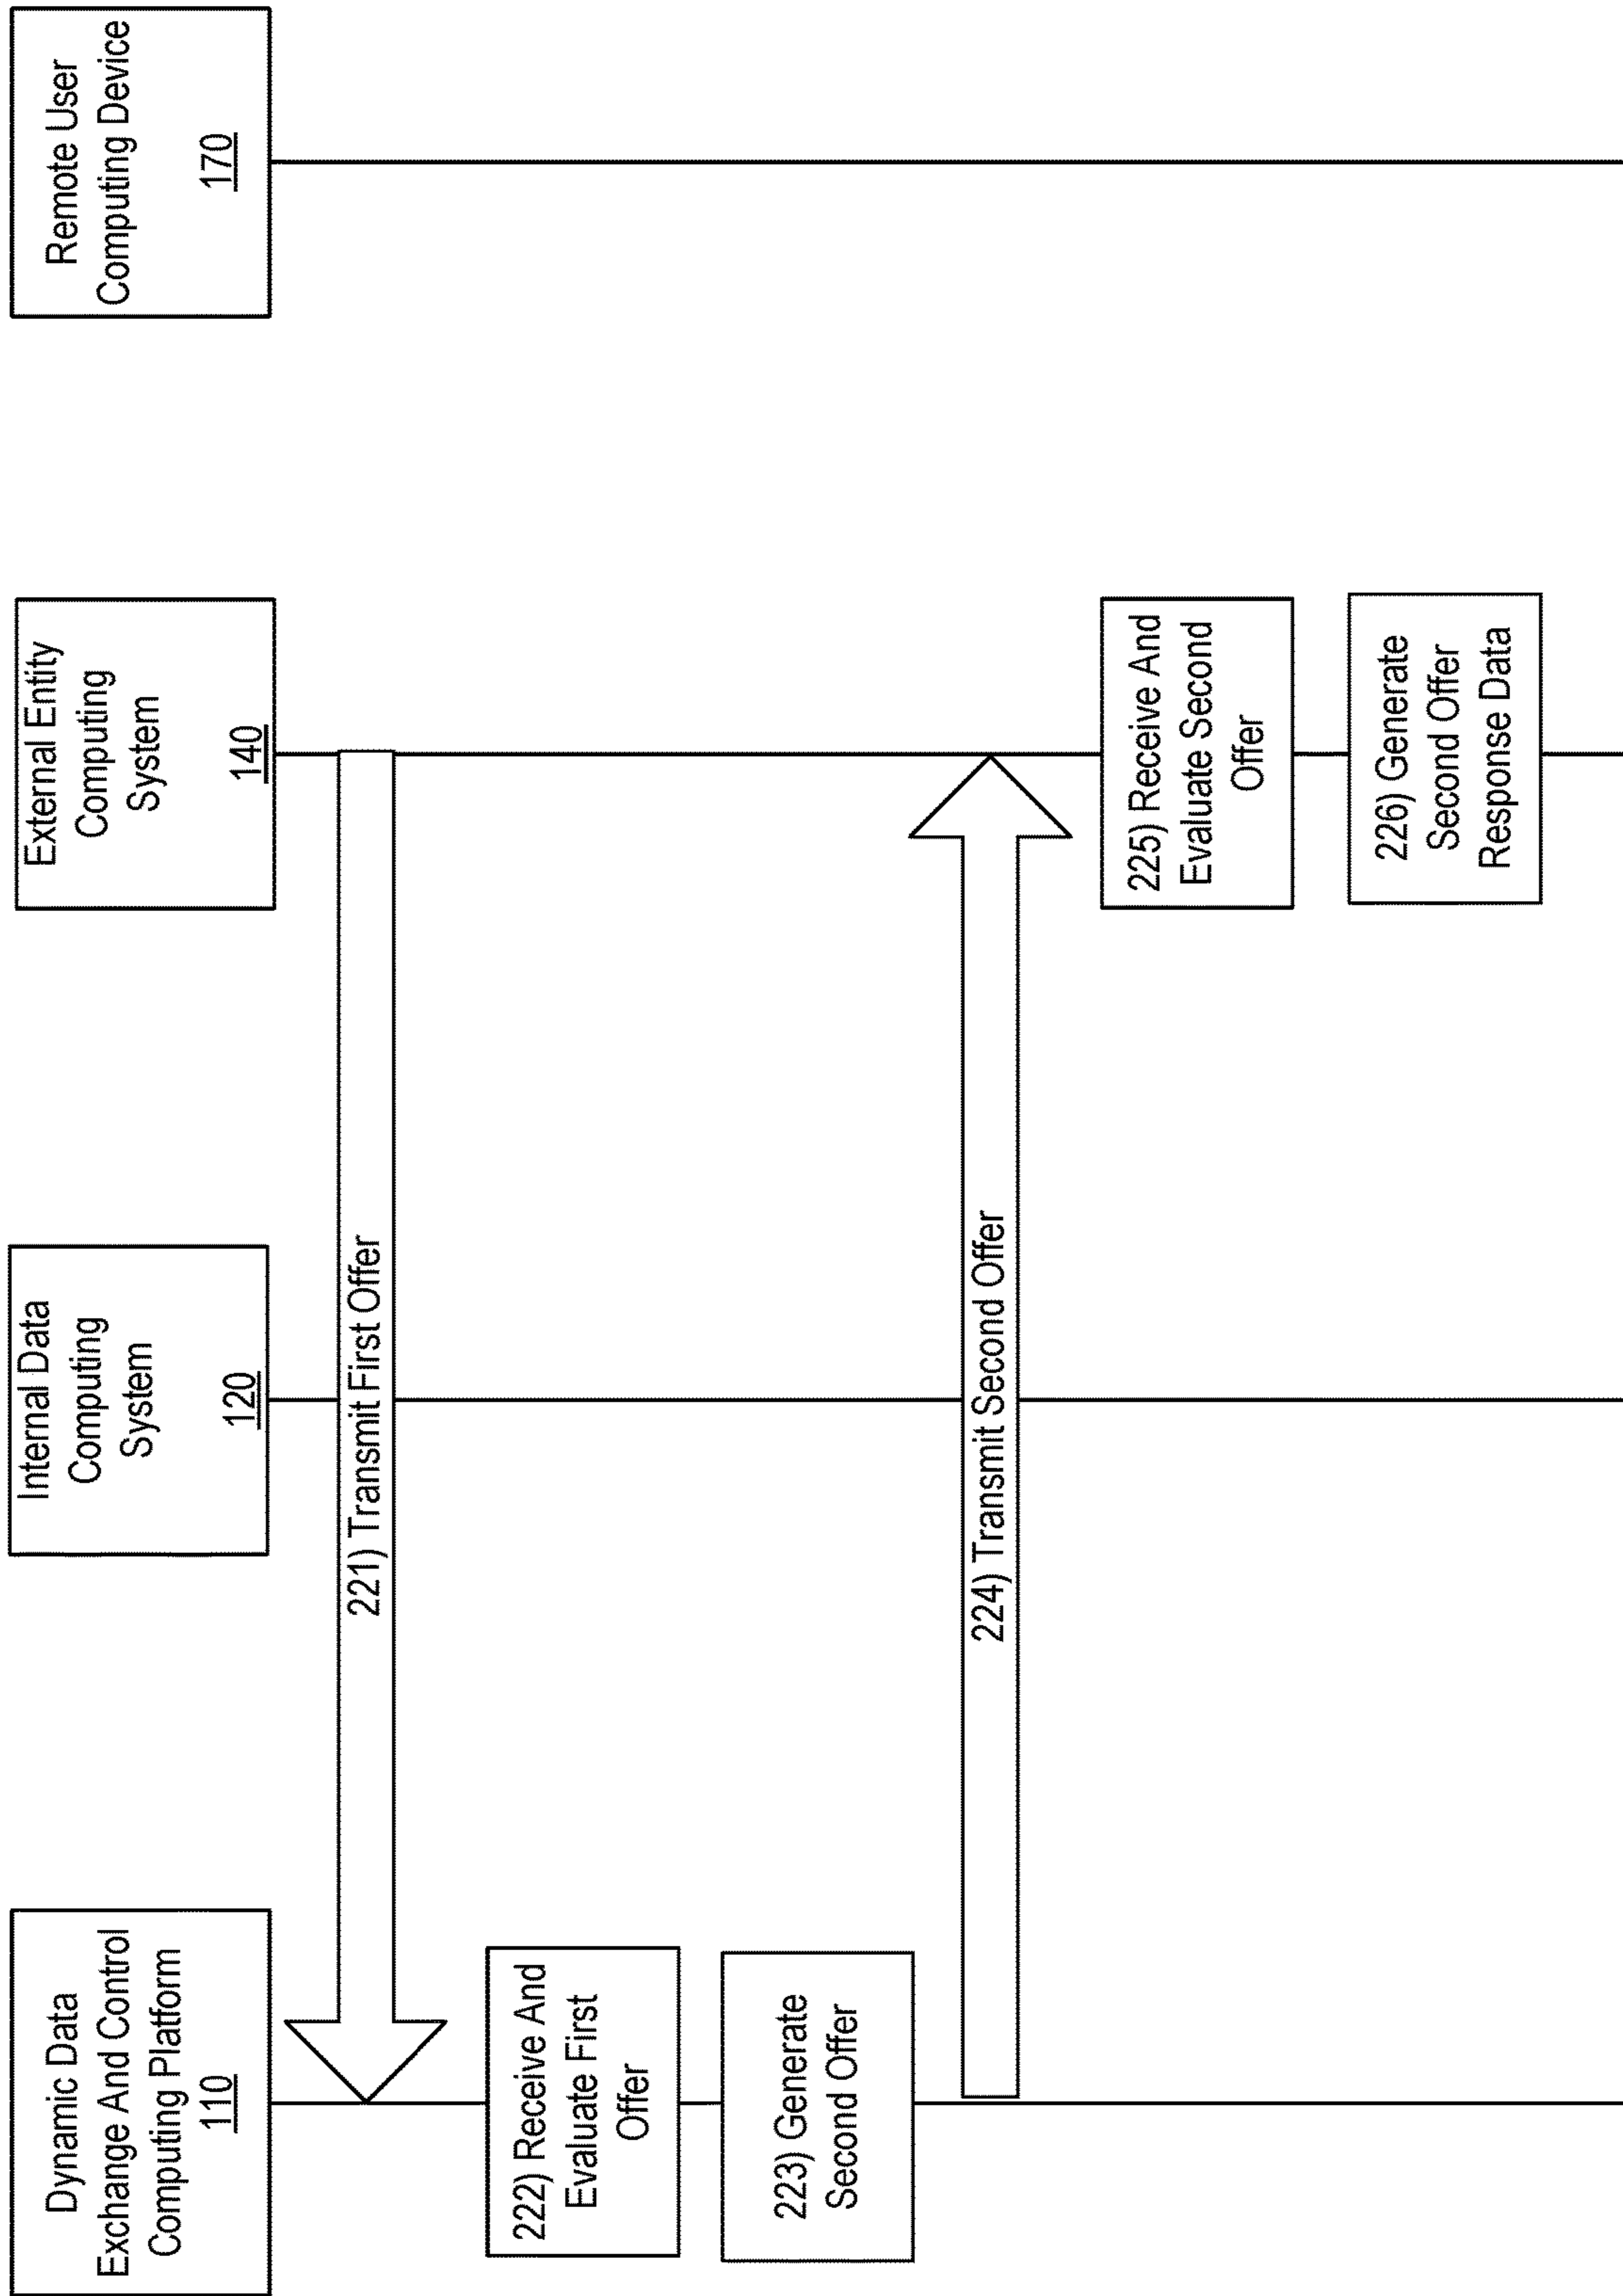 Dynamic Data
Exchange And Control
Computing Platform
110
Internal Data
Computing
System
120
External Entity
Computing
System
140
Remote User
Computing Device
170
221) Transmit First Offer
222) Receive And
Evaluate First
Offer
223) Generate
Second Offer
224) Transmit Second Offer
225) Receive And
Evaluate Second
Offer
226) Generate
Second Offer
Response Data